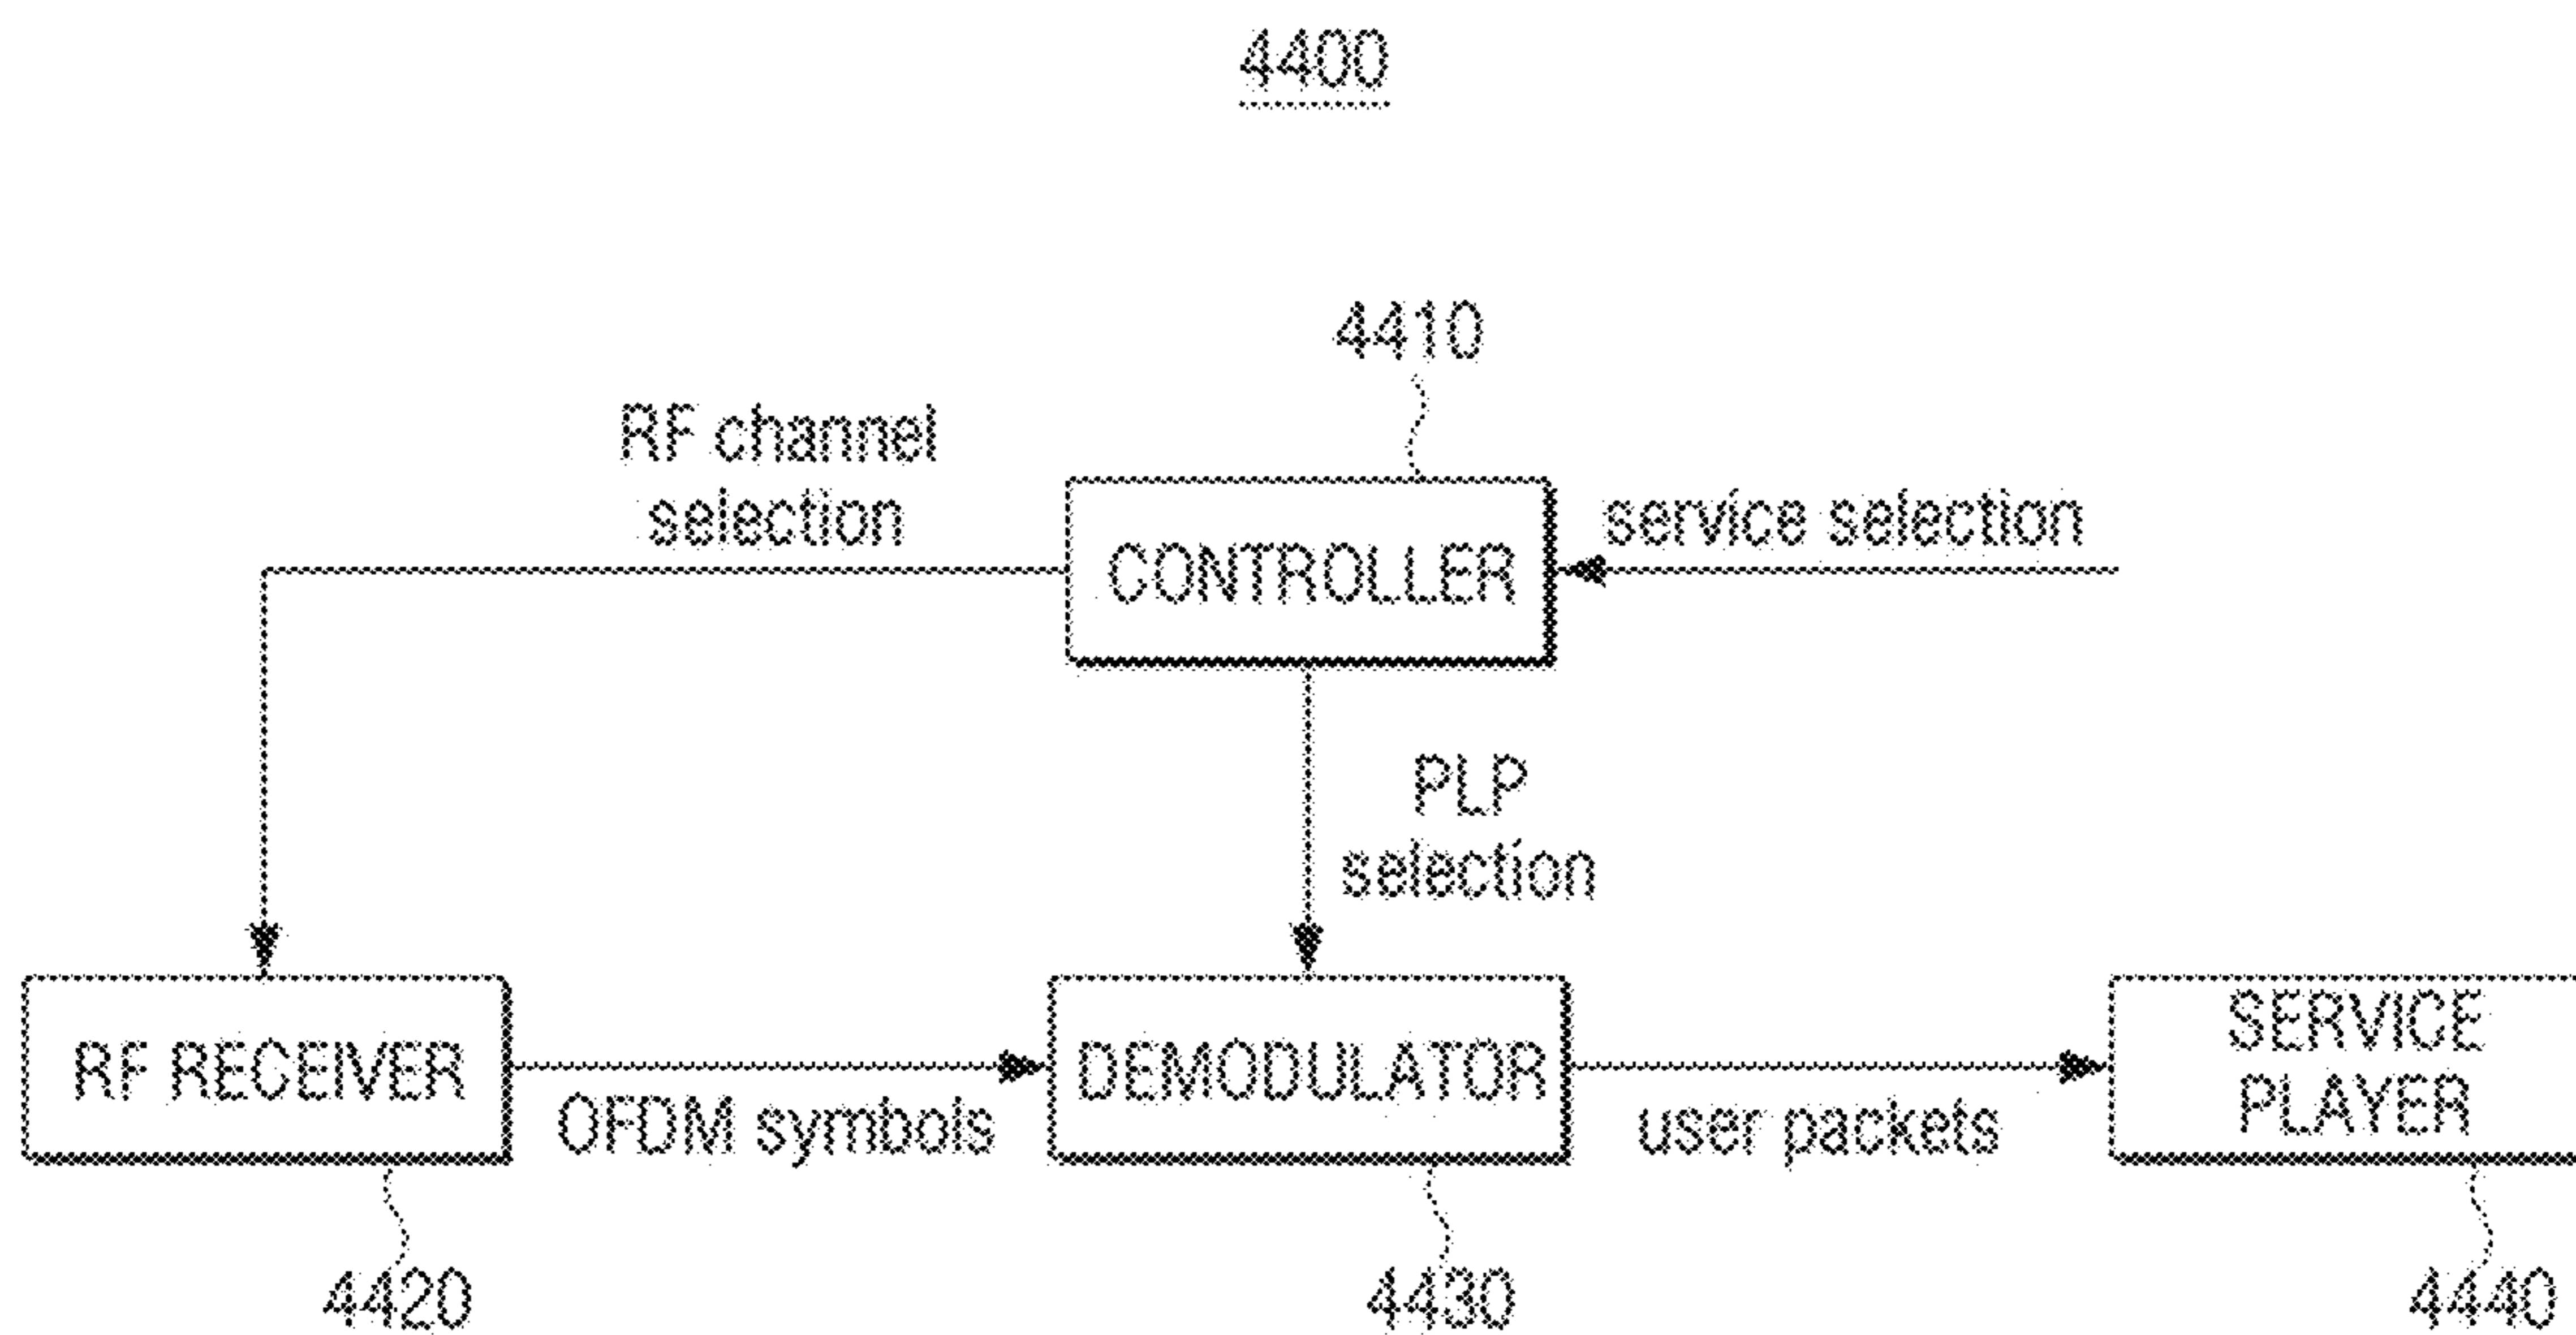 4400
4410
RF channel
selection
service selection
CONTROLLER
PLP
selection
RF RECEIVER
OFDM symbols
DEMODULATOR
user packets
SERVICE
PLAYER
4420
4430
4440